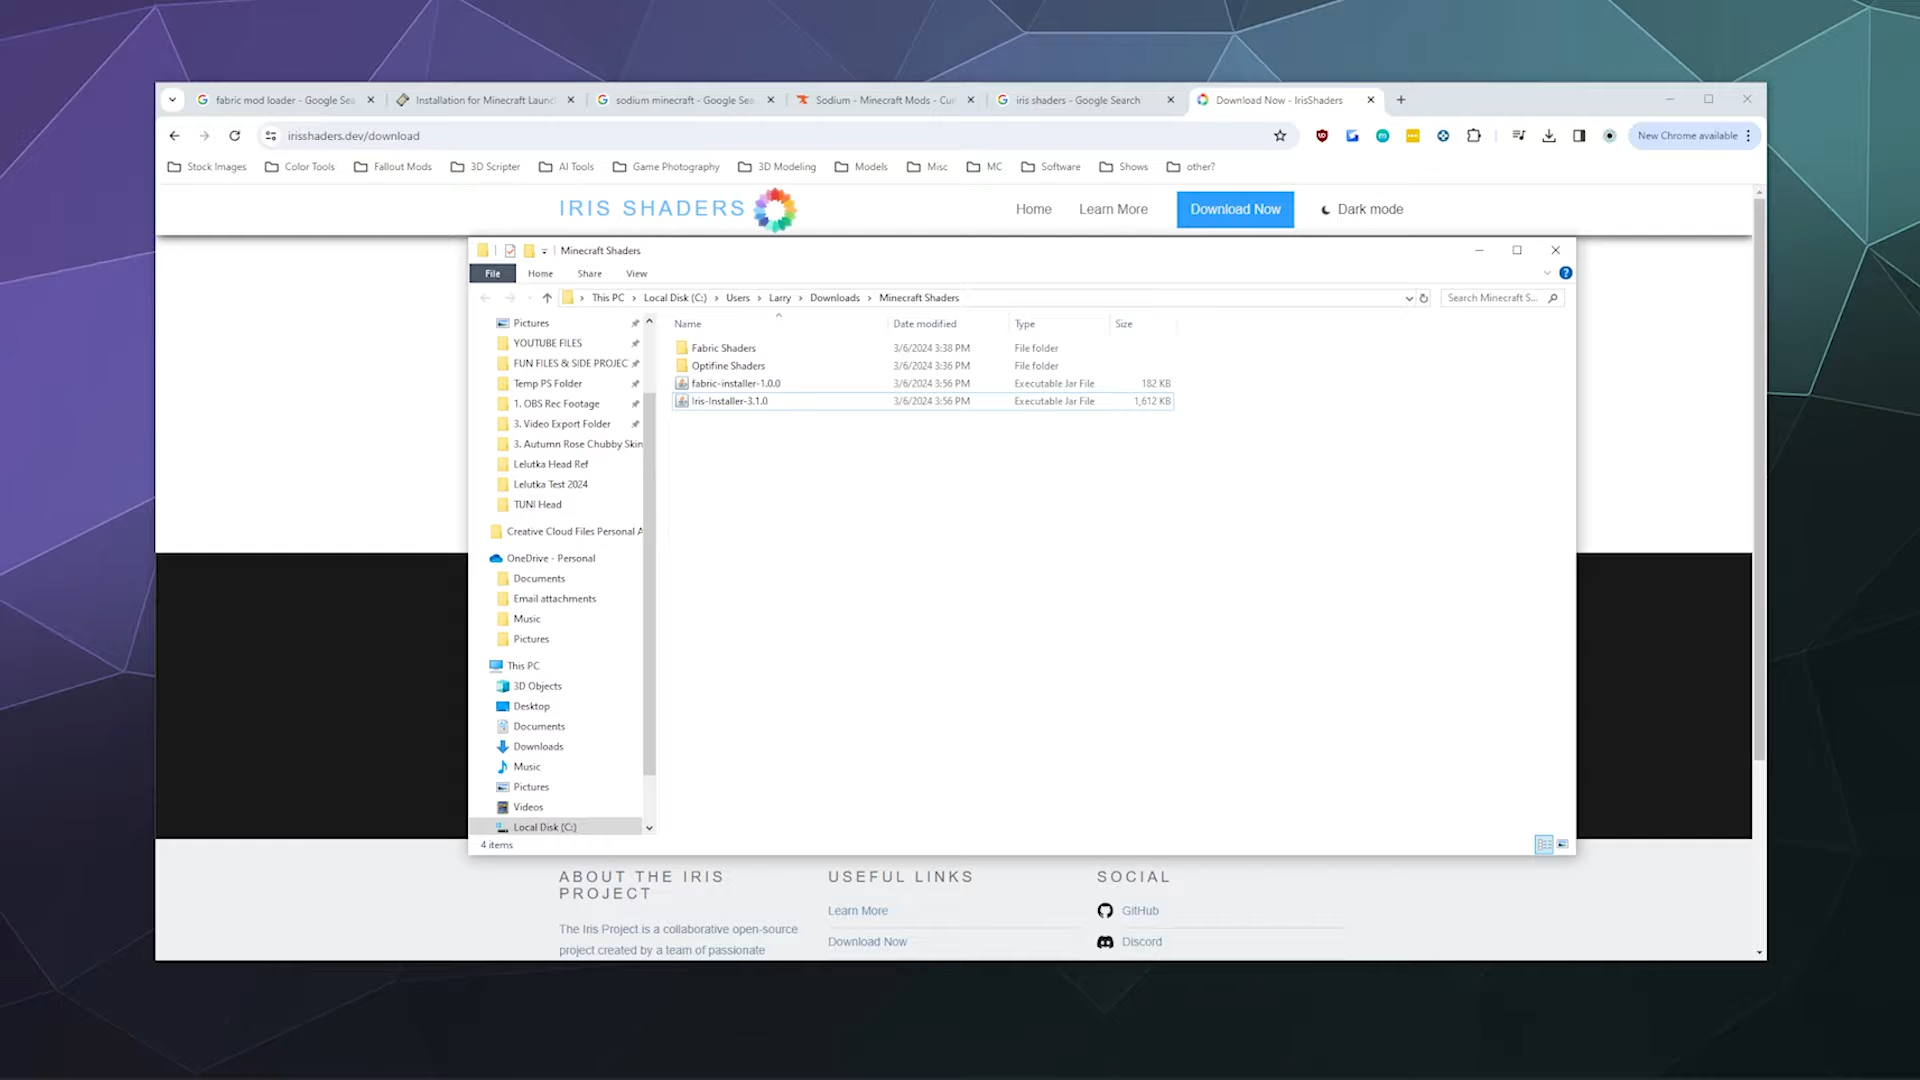 fabric mod loader - Google Sea
Installation for Minecraft Launc
sodium minecraft - Google Sea
Sodium - Minecraft Mods - Cu
iris shaders - Google Search
Download Now - IrisShaders
irisshaders.dev/download
New Chrome available
Stock Images
Color Tools
Fallout Mods
3D Scripter
AI Tools
Game Photography
3D Modeling
Models
Misc
MC
Software
Shows
other?
IRIS SHADERS
Home
Learn More
Download Now
Dark mode
Minecraft Shaders
File
Home
Share
View
This PC
Local Disk (C:)
Users
Larry
Downloads
Minecraft Shaders
Search Minecraft S...
Pictures
YOUTUBE FILES
FUN FILES & SIDE PROJEC
Temp PS Folder
1. OBS Rec Footage
3. Video Export Folder
3. Autumn Rose Chubby Skin
Lelutka Head Ref
Lelutka Test 2024
TUNI Head
Creative Cloud Files Personal A
OneDrive - Personal
Documents
Email attachments
Music
Pictures
This PC
3D Objects
Desktop
Documents
Downloads
Music
Pictures
Videos
Local Disk (C:)
Name Date modified Type Size
Fabric Shaders 3/6/2024 3:38 PM File folder
Optifine Shaders 3/6/2024 3:36 PM File folder
fabric-installer-1.0.0 3/6/2024 3:56 PM Executable Jar File 182 KB
Iris-Installer-3.1.0 3/6/2024 3:56 PM Executable Jar File 1,612 KB
4 items
ABOUT THE IRIS
PROJECT
The Iris Project is a collaborative open-source
project created by a team of passionate
USEFUL LINKS
Learn More
Download Now
SOCIAL
GitHub
Discord